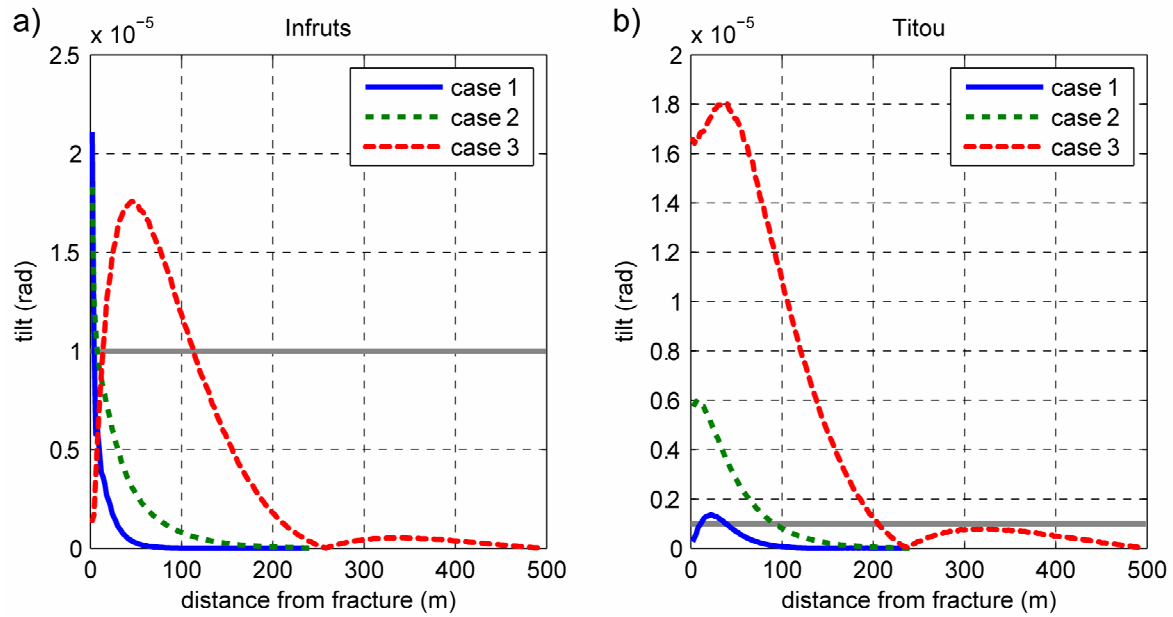 a)
Infruts
x 10⁻⁵
2.5
2
1.5
1
0.5
0
tilt (rad)
case 1
case 2
case 3
0 100 200 300 400 500
distance from fracture (m)
b)
Titou
x 10⁻⁵
2
1.8
1.6
1.4
1.2
1
0.8
0.6
0.4
0.2
0
tilt (rad)
case 1
case 2
case 3
0 100 200 300 400 500
distance from fracture (m)